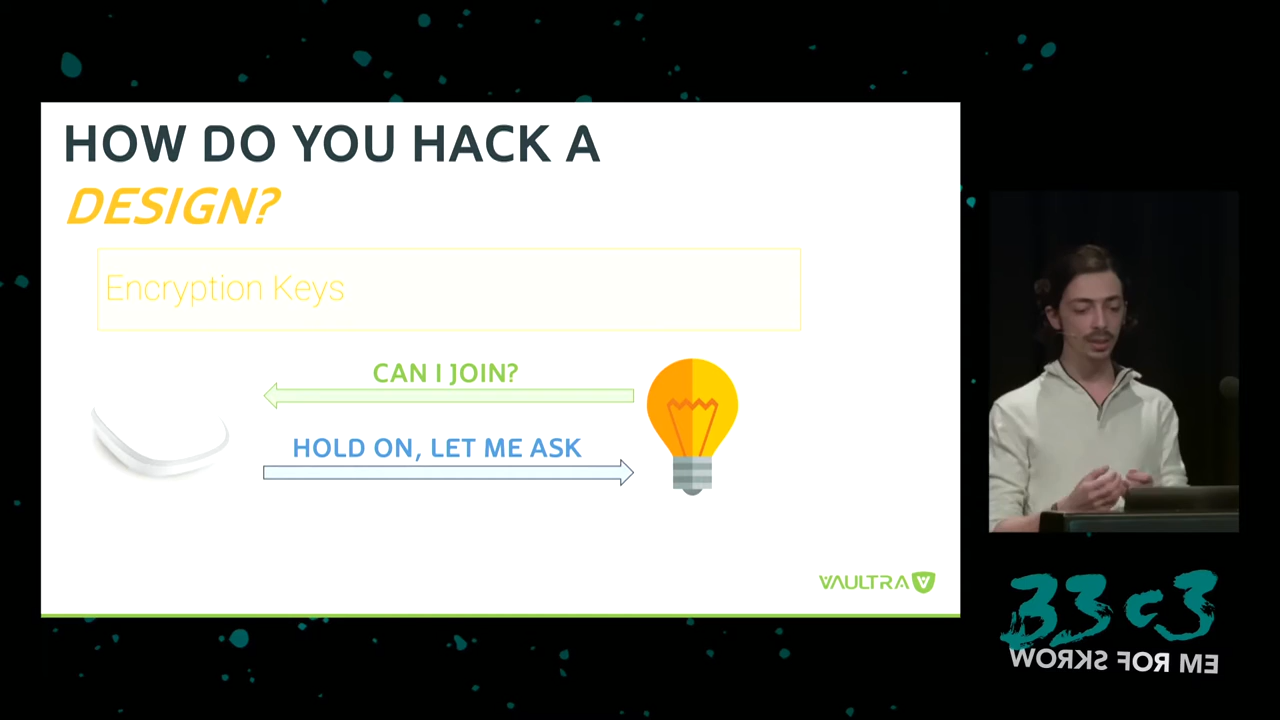 HOW DO YOU HACK A
DESIGN?
Encryption Keys
CAN I JOIN?
HOLD ON, LET ME ASK
VAULTRA
33C3
WORKS FOR ME